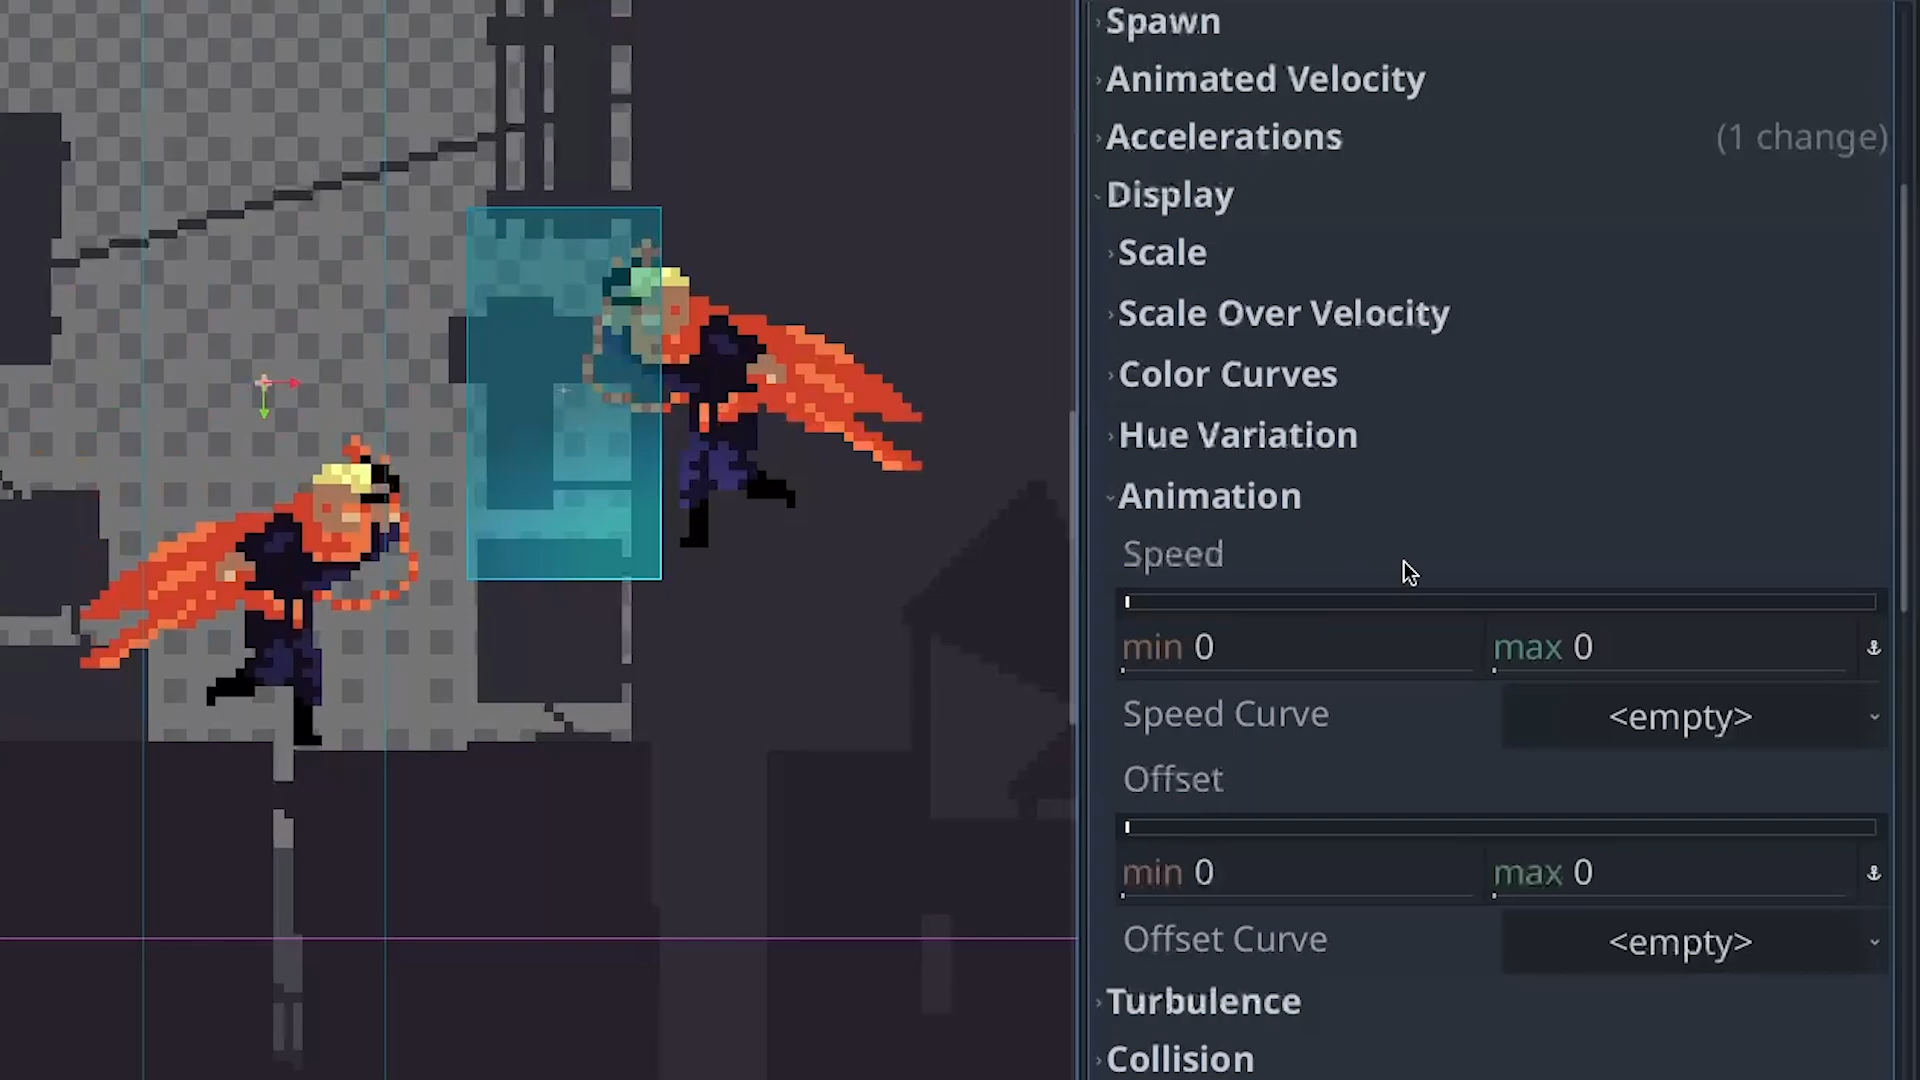 Spawn
Animated Velocity
Accelerations (1 change)
Display
Scale
Scale Over Velocity
Color Curves
Hue Variation
Animation
Speed
min 0 max 0
Speed Curve <empty>
Offset
min 0 max 0
Offset Curve <empty>
Turbulence
Collision